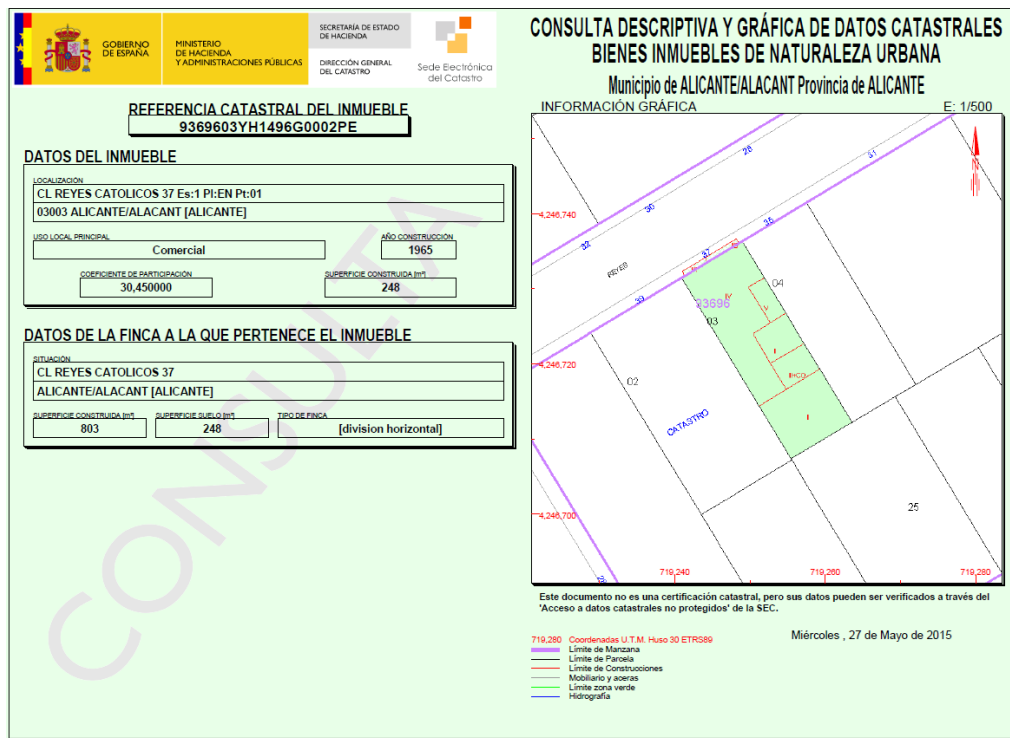 GOBIERNO
DE ESPAÑA
MINISTERIO
DE HACIENDA
Y ADMINISTRACIONES PÚBLICAS
SECRETARÍA DE ESTADO
DE HACIENDA
DIRECCIÓN GENERAL
DEL CATASTRO
Sede Electrónica
del Catastro
REFERENCIA CATASTRAL DEL INMUEBLE
9369603YH1496G0002PE
DATOS DEL INMUEBLE
LOCALIZACIÓN
CL REYES CATOLICOS 37 Es:1 Pl:EN Pt:01
03003 ALICANTE/ALACANT [ALICANTE]
USO LOCAL PRINCIPAL
Comercial
AÑO CONSTRUCCIÓN
1965
COEFICIENTE DE PARTICIPACIÓN
30,450000
SUPERFICIE CONSTRUIDA [m²]
248
DATOS DE LA FINCA A LA QUE PERTENECE EL INMUEBLE
SITUACIÓN
CL REYES CATOLICOS 37
ALICANTE/ALACANT [ALICANTE]
SUPERFICIE CONSTRUIDA [m²]
803
SUPERFICIE SUELO [m²]
248
TIPO DE FINCA
[division horizontal]
CONSULTA
CONSULTA DESCRIPTIVA Y GRÁFICA DE DATOS CATASTRALES
BIENES INMUEBLES DE NATURALEZA URBANA
Municipio de ALICANTE/ALACANT Provincia de ALICANTE
INFORMACIÓN GRÁFICA
E: 1/500
28
31
30
35
4,246,740
32
37
REYES
04
39
IV
93696
V
03
I
4,246,720
02
I
CATASTRO
25
4,246,700
719,240
719,260
719,280
Este documento no es una certificación catastral, pero sus datos pueden ser verificados a través del
'Acceso a datos catastrales no protegidos' de la SEC.
719,280 Coordenadas U.T.M. Huso 30 ETRS89
Límite de Manzana
Límite de Parcela
Límite de Construcciones
Mobiliario y aceras
Límite zona verde
Hidrografía
Miércoles , 27 de Mayo de 2015